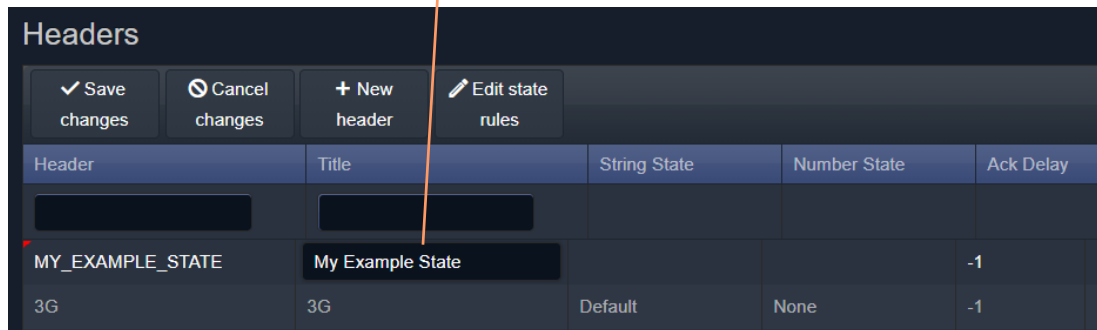 Headers
Save changes
Cancel changes
New header
Edit state rules
Header Title String State Number State Ack Delay
MY_EXAMPLE_STATE My Example State -1
3G 3G Default None -1